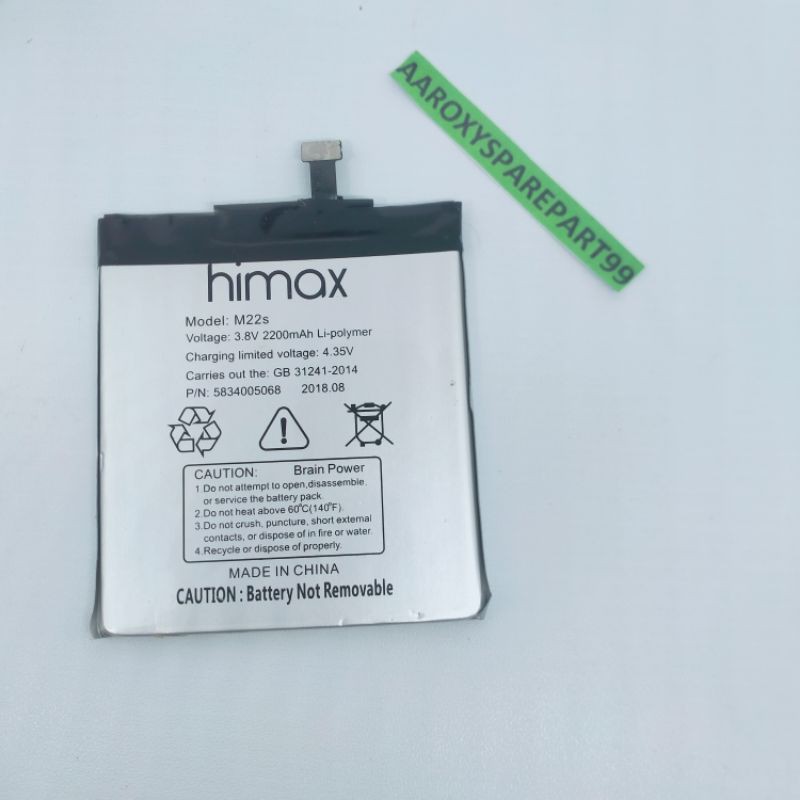 AAROXYSPAREPART99
himax
Model: M22s
Voltage: 3.8V 2200mAh Li-polymer
Charging limited voltage: 4.35V
Carries out the: GB 31241-2014
P/N: 5834005068 2018.08
CAUTION: Brain Power
1 Do not attempt to open,disassemble,
or service the battery pack.
2.Do not heat above 60℃(140℉).
3.Do not crush, puncture, short external
contacts, or dispose of in fire or water.
4.Recycle or dispose of properly.
MADE IN CHINA
CAUTION : Battery Not Removable